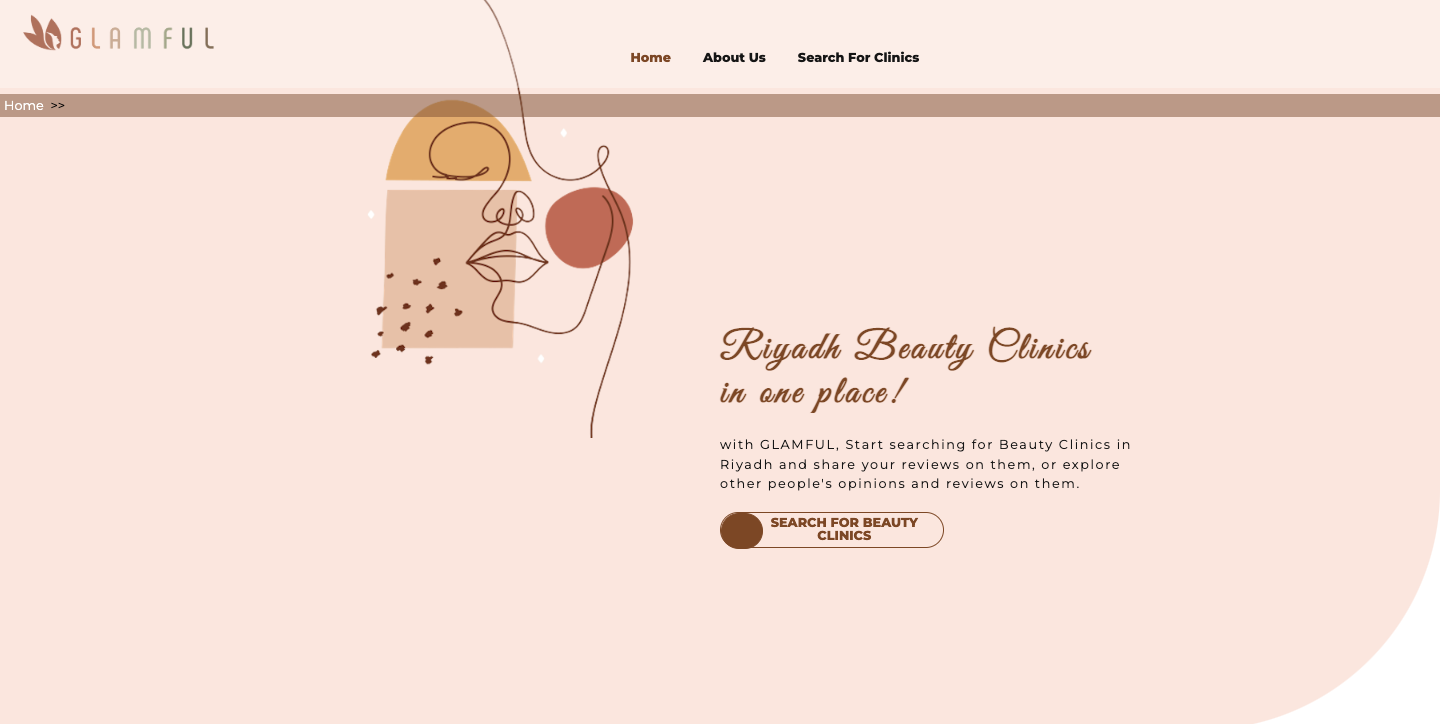 GLAMFUL
Home About Us Search For Clinics
Home >>
Riyadh Beauty Clinics
in one place!
with GLAMFUL, Start searching for Beauty Clinics in
Riyadh and share your reviews on them, or explore
other people's opinions and reviews on them.
SEARCH FOR BEAUTY
CLINICS